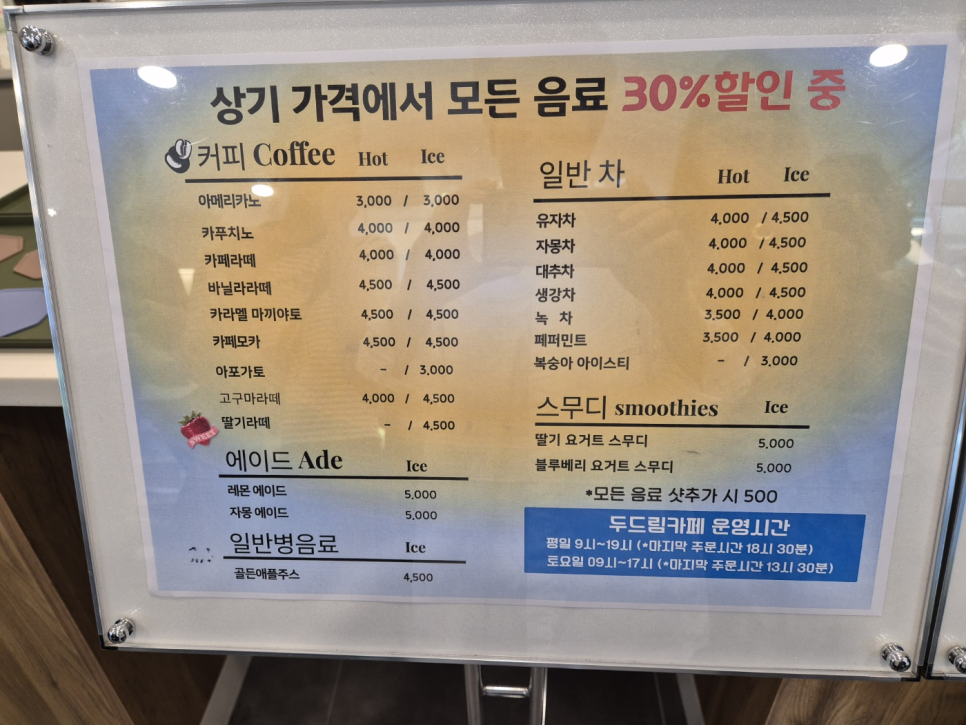 상기 가격에서 모든 음료 30%할인 중
커피 Coffee Hot Ice
아메리카노 3,000 / 3,000
카푸치노 4,000 / 4,000
카페라떼 4,000 / 4,000
바닐라라떼 4,500 / 4,500
카라멜 마끼야토 4,500 / 4,500
카페모카 4,500 / 4,500
아포가토 - / 3,000
고구마라떼 4,000 / 4,500
SWEET
딸기라떼 - / 4,500
에이드 Ade Ice
레몬 에이드 5,000
자몽 에이드 5,000
일반병음료 Ice
골든애플주스 4,500
일반 차 Hot Ice
유자차 4,000 / 4,500
자몽차 4,000 / 4,500
대추차 4,000 / 4,500
생강차 4,000 / 4,500
녹 차 3,500 / 4,000
페퍼민트 3,500 / 4,000
복숭아 아이스티 - / 3,000
스무디 smoothies Ice
딸기 요거트 스무디 5,000
블루베리 요거트 스무디 5,000
*모든 음료 샷추가 시 500
두드림카페 운영시간
평일 9시~19시 (*마지막 주문시간 18시 30분)
토요일 09시~17시 (*마지막 주문시간 13시 30분)